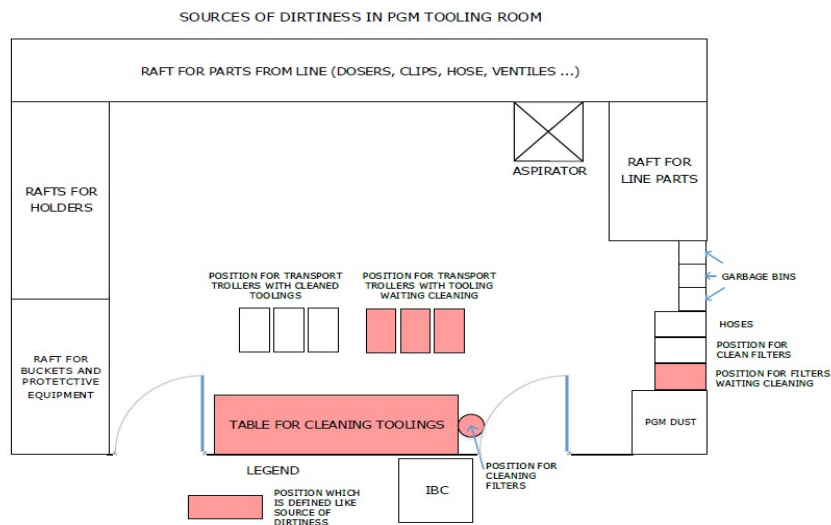 SOURCES OF DIRTINESS IN PGM TOOLING ROOM
RAFT FOR PARTS FROM LINE (DOSERS, CLIPS, HOSE, VENTILES ...)
RAFTS FOR
HOLDERS
ASPIRATOR
RAFT FOR
LINE PARTS
POSITION FOR TRANSPORT
TROLLERS WITH CLEANED
TOOLINGS
POSITION FOR TRANSPORT
TROLLERS WITH TOOLING
WAITING CLEANING
GARBAGE BINS
HOSES
POSITION FOR
CLEAN FILTERS
POSITION FOR FILTERS
WAITING CLEANING
RAFT FOR
BUCKETS AND
PROTETCTIVE
EQUIPMENT
TABLE FOR CLEANING TOOLINGS
PGM DUST
POSITION FOR
CLEANING
FILTERS
IBC
LEGEND
POSITION WHICH
IS DEFINED LIKE
SOURCE OF
DIRTINESS